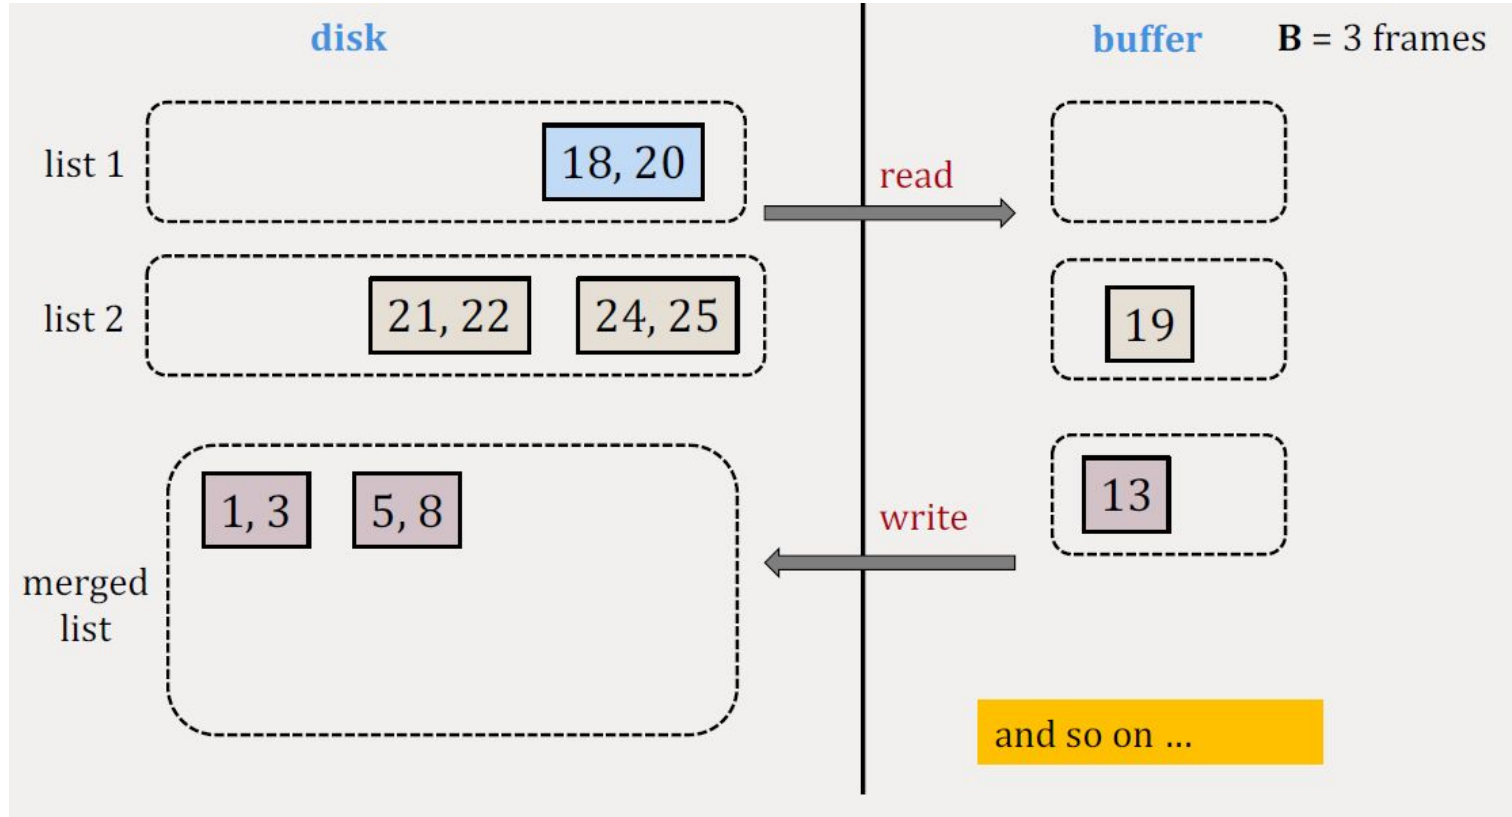 disk
buffer B = 3 frames
list 1
18, 20
read
list 2
21, 22
24, 25
19
1, 3
5, 8
13
write
merged
list
and so on ...